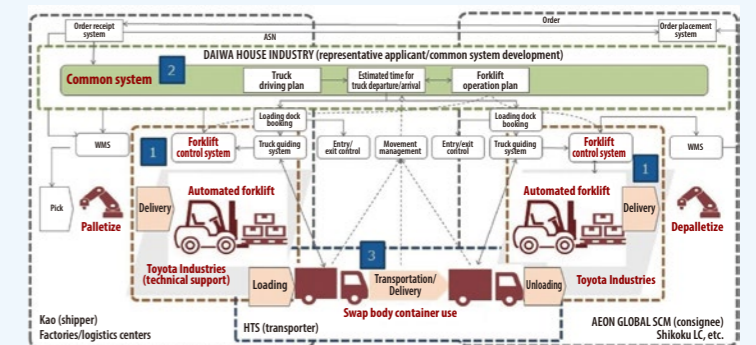 Order receipt
system
Order
ASN
Order placement
system
DAIWA HOUSE INDUSTRY (representative applicant/common system development)
Common system
2
Truck
driving plan
Estimated time for
truck departure/arrival
Forklift
operation plan
Loading dock
booking
Loading dock
booking
WMS
1
Forklift
control system
Truck guiding
system
Entry/
exit control
Movement
management
Entry/exit
control
Truck guiding
system
Forklift
control system
WMS
1
Pick
Palletize
Delivery
Automated forklift
Automated forklift
Delivery
Depalletize
Toyota Industries
(technical support)
Loading
3
Transportation/
Delivery
Unloading
Toyota Industries
Swap body container use
Kao (shipper)
Factories/logistics centers
HTS (transporter)
AEON GLOBAL SCM (consignee)
Shikoku LC, etc.